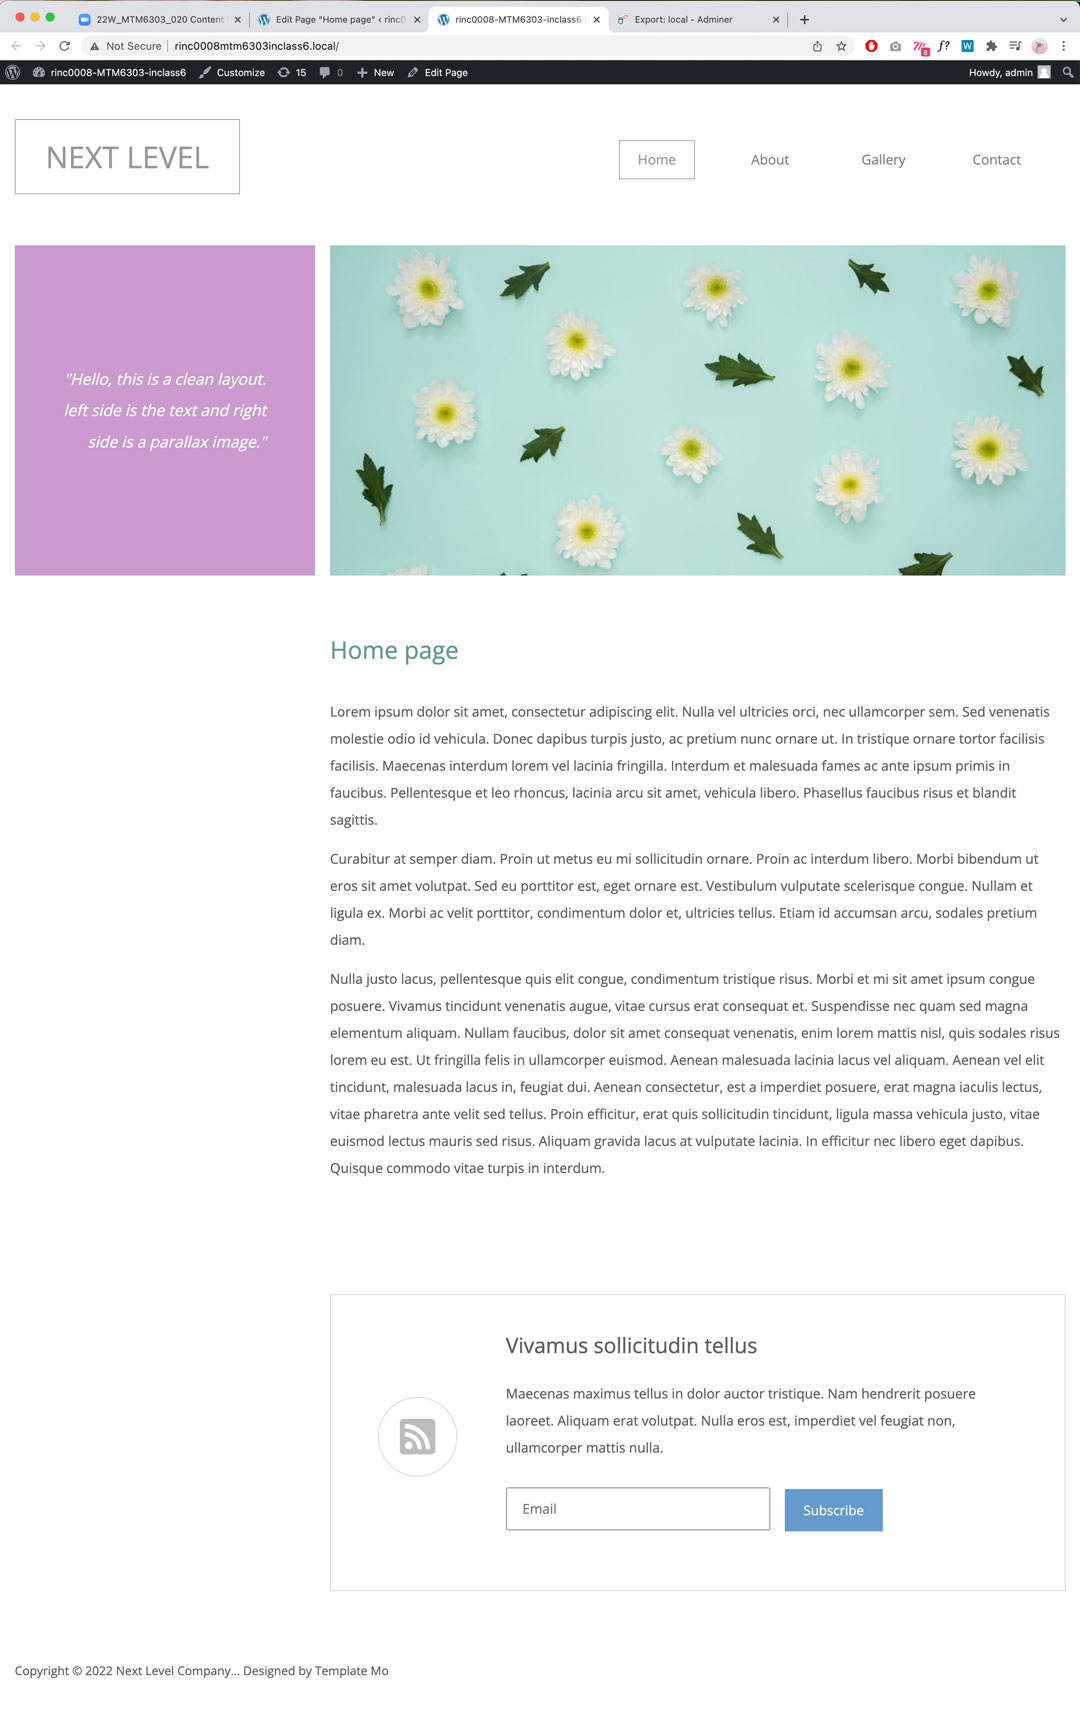 22W_MTM6303_020 Content
Edit Page "Home page" ‹ rinc0
rinc0008-MTM6303-inclass6
Export: local - Adminer
Not Secure
rinc0008mtm6303inclass6.local/
8
f?
W
rinc0008-MTM6303-inclass6
Customize
15
0
New
Edit Page
Howdy, admin
NEXT LEVEL
Home
About
Gallery
Contact
"Hello, this is a clean layout.
left side is the text and right
side is a parallax image."
Home page
Lorem ipsum dolor sit amet, consectetur adipiscing elit. Nulla vel ultricies orci, nec ullamcorper sem. Sed venenatis
molestie odio id vehicula. Donec dapibus turpis justo, ac pretium nunc ornare ut. In tristique ornare tortor facilisis
facilisis. Maecenas interdum lorem vel lacinia fringilla. Interdum et malesuada fames ac ante ipsum primis in
faucibus. Pellentesque et leo rhoncus, lacinia arcu sit amet, vehicula libero. Phasellus faucibus risus et blandit
sagittis.
Curabitur at semper diam. Proin ut metus eu mi sollicitudin ornare. Proin ac interdum libero. Morbi bibendum ut
eros sit amet volutpat. Sed eu porttitor est, eget ornare est. Vestibulum vulputate scelerisque congue. Nullam et
ligula ex. Morbi ac velit porttitor, condimentum dolor et, ultricies tellus. Etiam id accumsan arcu, sodales pretium
diam.
Nulla justo lacus, pellentesque quis elit congue, condimentum tristique risus. Morbi et mi sit amet ipsum congue
posuere. Vivamus tincidunt venenatis augue, vitae cursus erat consequat et. Suspendisse nec quam sed magna
elementum aliquam. Nullam faucibus, dolor sit amet consequat venenatis, enim lorem mattis nisl, quis sodales risus
lorem eu est. Ut fringilla felis in ullamcorper euismod. Aenean malesuada lacinia lacus vel aliquam. Aenean vel elit
tincidunt, malesuada lacus in, feugiat dui. Aenean consectetur, est a imperdiet posuere, erat magna iaculis lectus,
vitae pharetra ante velit sed tellus. Proin efficitur, erat quis sollicitudin tincidunt, ligula massa vehicula justo, vitae
euismod lectus mauris sed risus. Aliquam gravida lacus at vulputate lacinia. In efficitur nec libero eget dapibus.
Quisque commodo vitae turpis in interdum.
Vivamus sollicitudin tellus
Maecenas maximus tellus in dolor auctor tristique. Nam hendrerit posuere
laoreet. Aliquam erat volutpat. Nulla eros est, imperdiet vel feugiat non,
ullamcorper mattis nulla.
Email
Subscribe
Copyright © 2022 Next Level Company... Designed by Template Mo